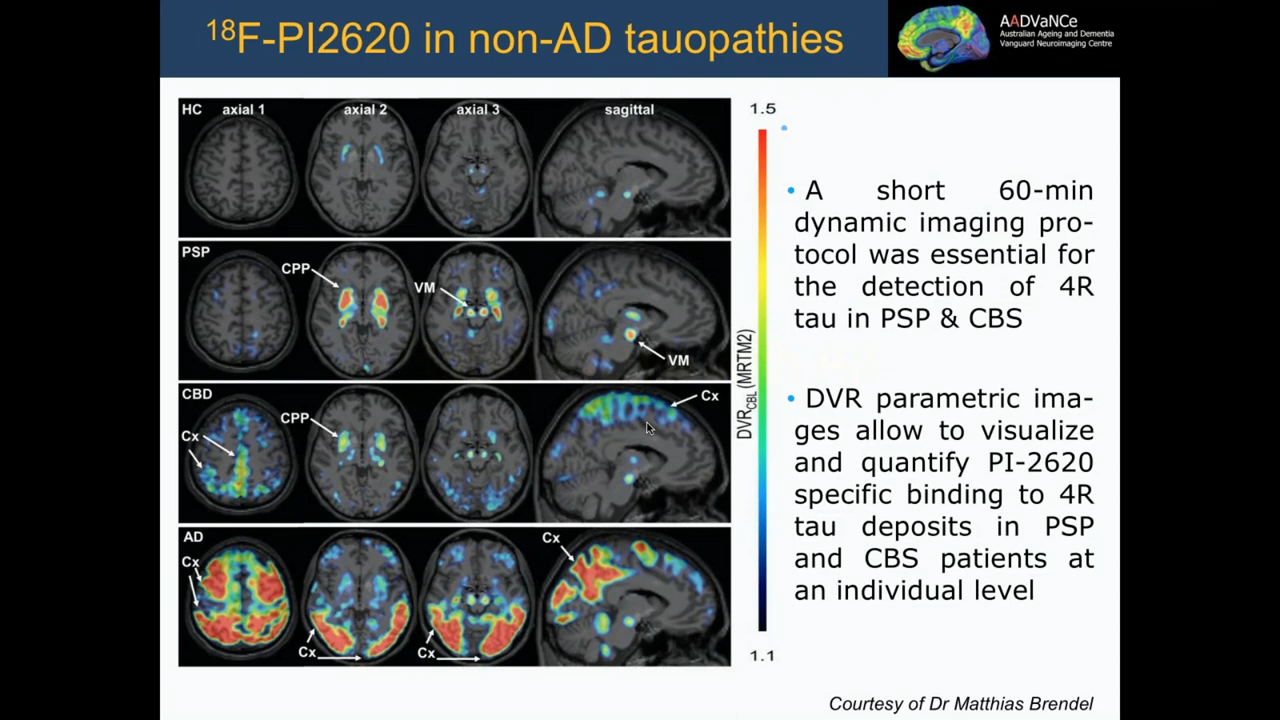 18F-PI2620 in non-AD tauopathies
AADVaNCe
Australian Ageing and Dementia
Vanguard Neuroimaging Centre
HC axial 1 axial 2 axial 3 sagittal
PSP
CPP
VM
VM
CBD
Cx
CPP
Cx
AD
Cx
Cx
Cx
Cx
1.5
DVRCBL (MRTM2)
1.1
• A short 60-min
dynamic imaging pro-
tocol was essential for
the detection of 4R
tau in PSP & CBS
• DVR parametric ima-
ges allow to visualize
and quantify PI-2620
specific binding to 4R
tau deposits in PSP
and CBS patients at
an individual level
Courtesy of Dr Matthias Brendel